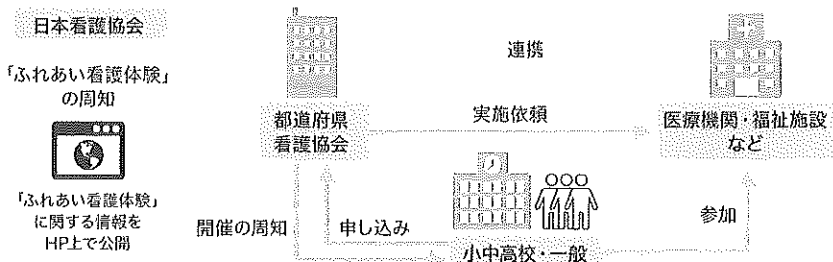 日本看護協会
「ふれあい看護体験」
の周知
「ふれあい看護体験」
に関する情報を
HP上で公開
都道府県
看護協会
連携
実施依頼
医療機関・福祉施設
など
開催の周知
申し込み
小中高校・一般
参加